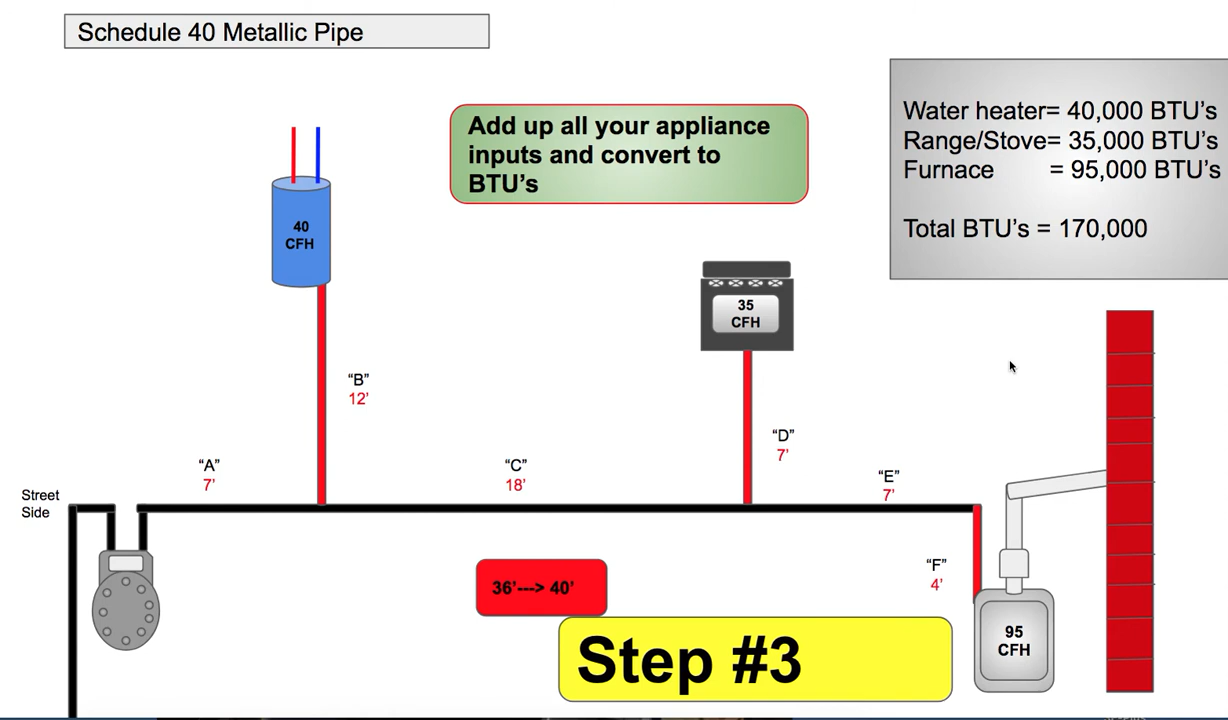 Schedule 40 Metallic Pipe
Add up all your appliance
inputs and convert to
BTU's
Water heater= 40,000 BTU's
Range/Stove= 35,000 BTU's
Furnace = 95,000 BTU's
Total BTU's = 170,000
40
CFH
35
CFH
"B"
12'
"D"
7'
"A"
7'
"C"
18'
"E"
7'
Street
Side
"F"
4'
36'---> 40'
95
CFH
Step #3